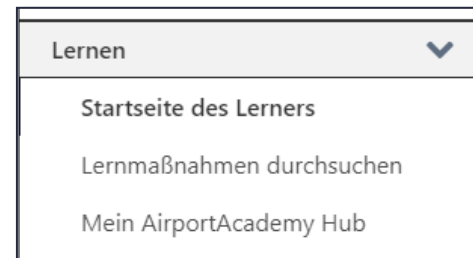 Lernen
Startseite des Lerners
Lernmaßnahmen durchsuchen
Mein AirportAcademy Hub